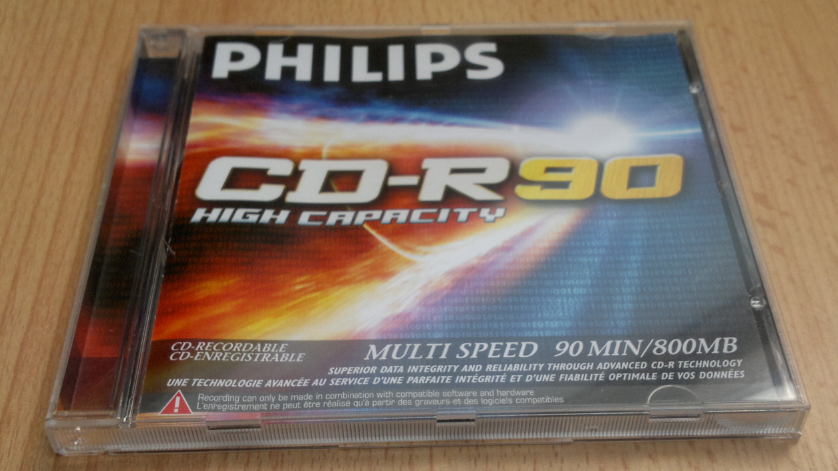 PHILIPS
CD-R 90
HIGH CAPACITY
CD-RECORDABLE
CD-ENREGISTRABLE
MULTI SPEED 90 MIN/800MB
SUPERIOR DATA INTEGRITY AND RELIABILITY THROUGH ADVANCED CD-R TECHNOLOGY
UNE TECHNOLOGIE AVANCÉE AU SERVICE D'UNE PARFAITE INTÉGRITÉ ET D'UNE FIABILITÉ OPTIMALE DE VOS DONNÉES
Recording can only be made in combination with compatible software and hardware
L'enregistrement ne peut être réalisé qu'à partir des graveurs et des logiciels compatibles